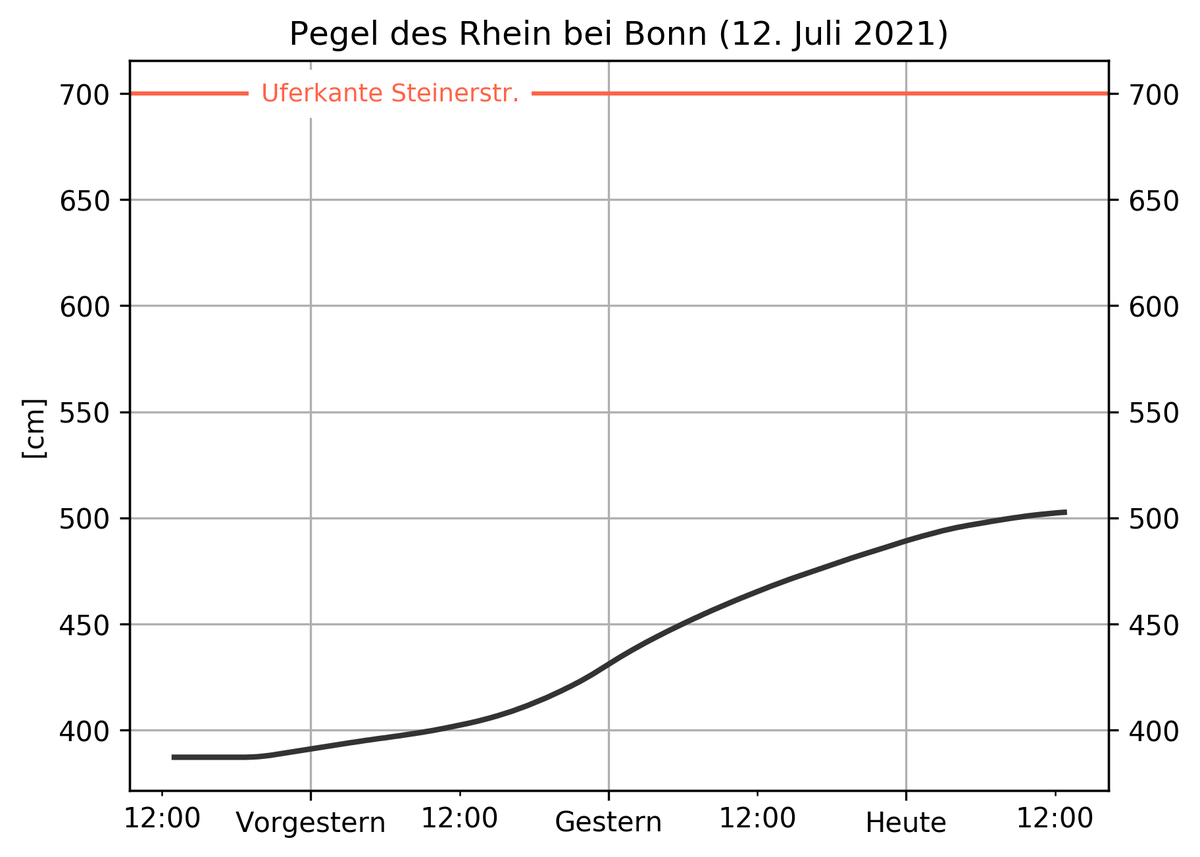 Pegel des Rhein bei Bonn (12. Juli 2021)
Uferkante Steinerstr.
700 700
650 650
600 600
550 550
[cm]
500 500
450 450
400 400
12:00 Vorgestern 12:00 Gestern 12:00 Heute 12:00